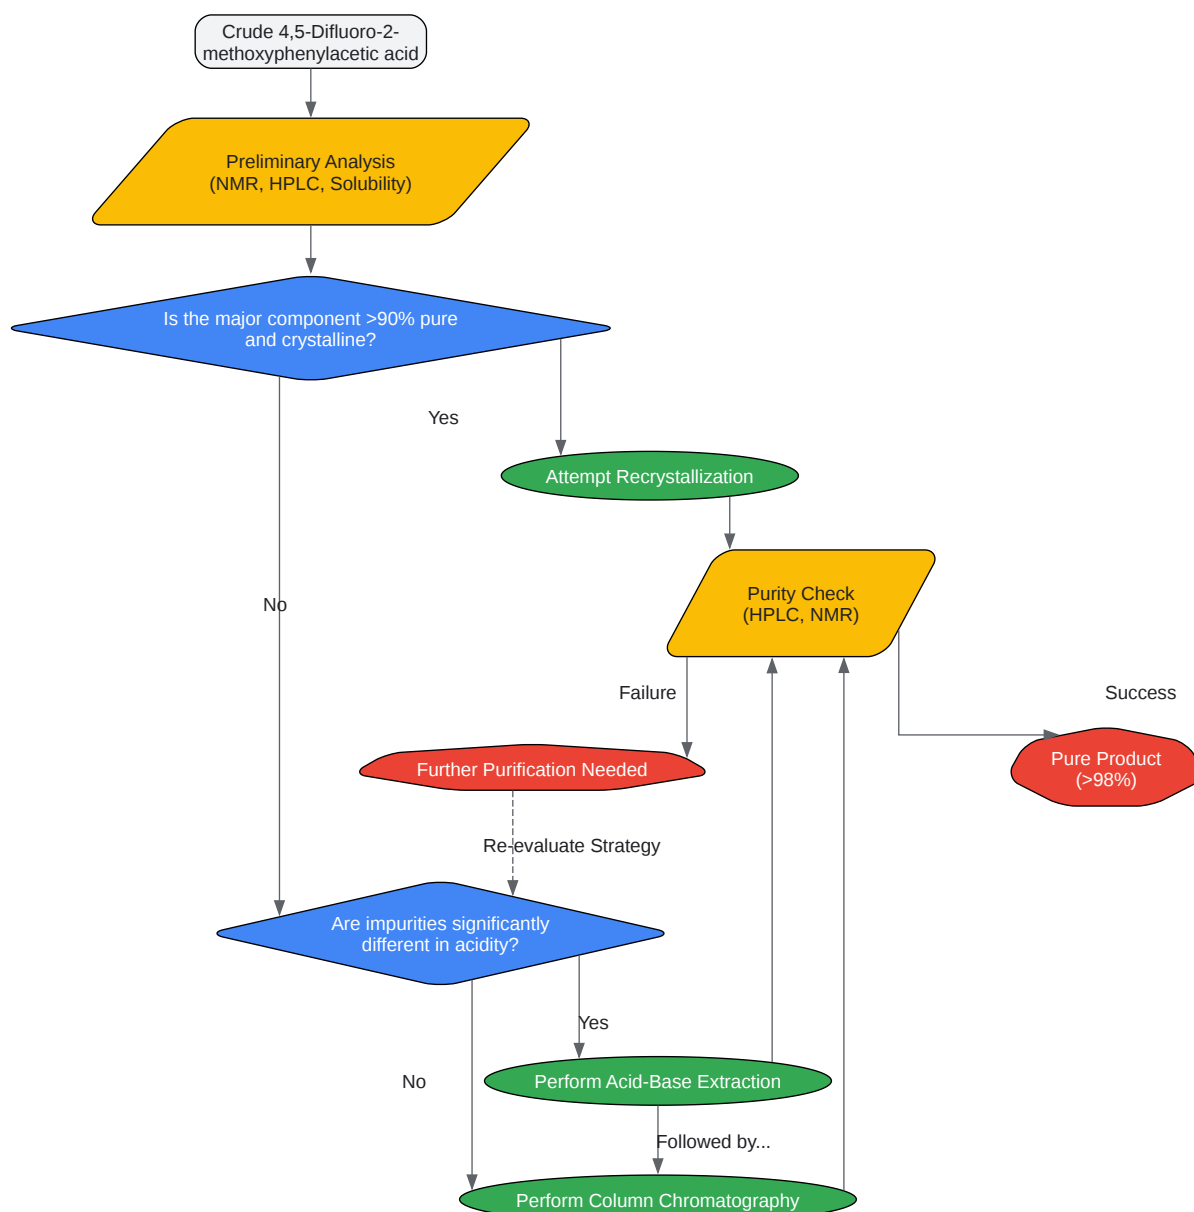 Crude 4,5-Difluoro-2-
methoxyphenylacetic acid
Preliminary Analysis
(NMR, HPLC, Solubility)
Is the major component >90% pure
and crystalline?
Yes
Attempt Recrystallization
Purity Check
(HPLC, NMR)
No
Failure
Success
Further Purification Needed
Pure Product
(>98%)
Re-evaluate Strategy
Are impurities significantly
different in acidity?
Yes
No
Perform Acid-Base Extraction
Followed by...
Perform Column Chromatography